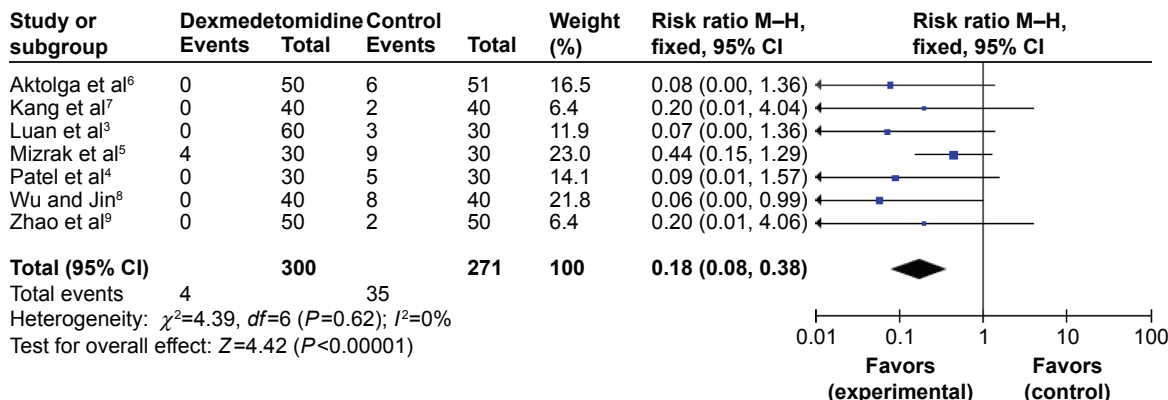 Study or subgroup Dexmedetomidine Control Weight (%) Risk ratio M–H, fixed, 95% CI Risk ratio M–H, fixed, 95% CI
Events Total Events Total
Aktolga et al⁶ 0 50 6 51 16.5 0.08 (0.00, 1.36)
Kang et al⁷ 0 40 2 40 6.4 0.20 (0.01, 4.04)
Luan et al³ 0 60 3 30 11.9 0.07 (0.00, 1.36)
Mizrak et al⁵ 4 30 9 30 23.0 0.44 (0.15, 1.29)
Patel et al⁴ 0 30 5 30 14.1 0.09 (0.01, 1.57)
Wu and Jin⁸ 0 40 8 40 21.8 0.06 (0.00, 0.99)
Zhao et al⁹ 0 50 2 50 6.4 0.20 (0.01, 4.06)
Total (95% CI) 300 271 100 0.18 (0.08, 0.38)
Total events 4 35
Heterogeneity: χ²=4.39, df=6 (P=0.62); I²=0%
Test for overall effect: Z=4.42 (P<0.00001)
0.01 0.1 1 10 100
Favors (experimental) Favors (control)